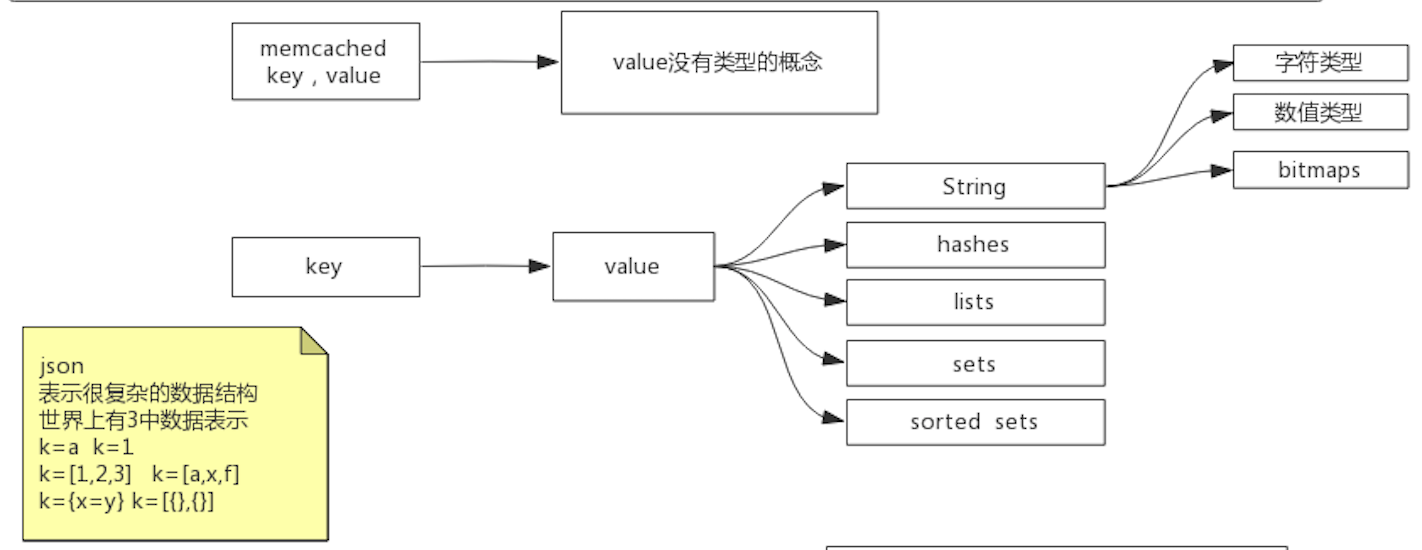 memcached
key , value
value没有类型的概念
字符类型
数值类型
bitmaps
String
hashes
lists
sets
sorted sets
key
value
json
表示很复杂的数据结构
世界上有3中数据表示
k=a k=1
k=[1,2,3] k=[a,x,f]
k={x=y} k=[{},{}]